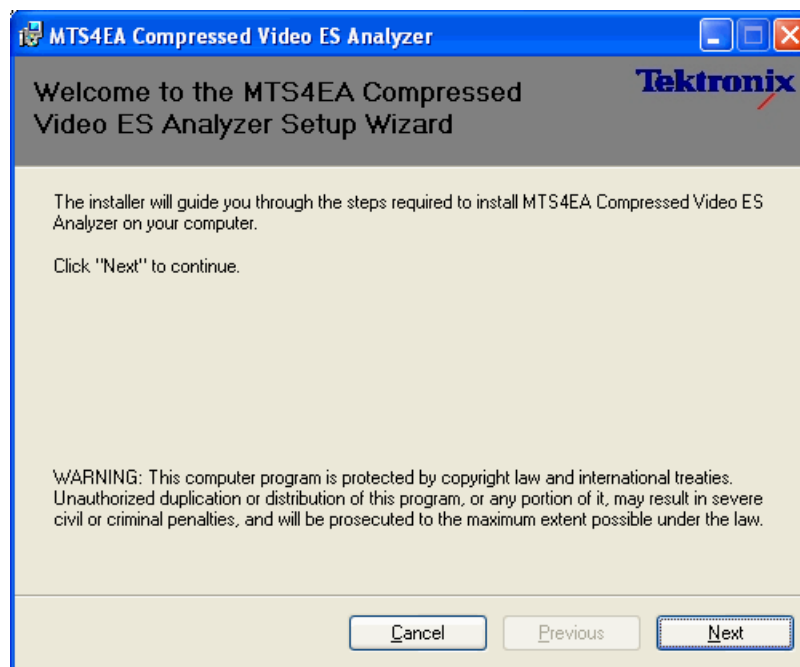 MTS4EA Compressed Video ES Analyzer
Welcome to the MTS4EA Compressed
Video ES Analyzer Setup Wizard
Tektronix
The installer will guide you through the steps required to install MTS4EA Compressed Video ES
Analyzer on your computer.
Click "Next" to continue.
WARNING: This computer program is protected by copyright law and international treaties.
Unauthorized duplication or distribution of this program, or any portion of it, may result in severe
civil or criminal penalties, and will be prosecuted to the maximum extent possible under the law.
Cancel
Previous
Next